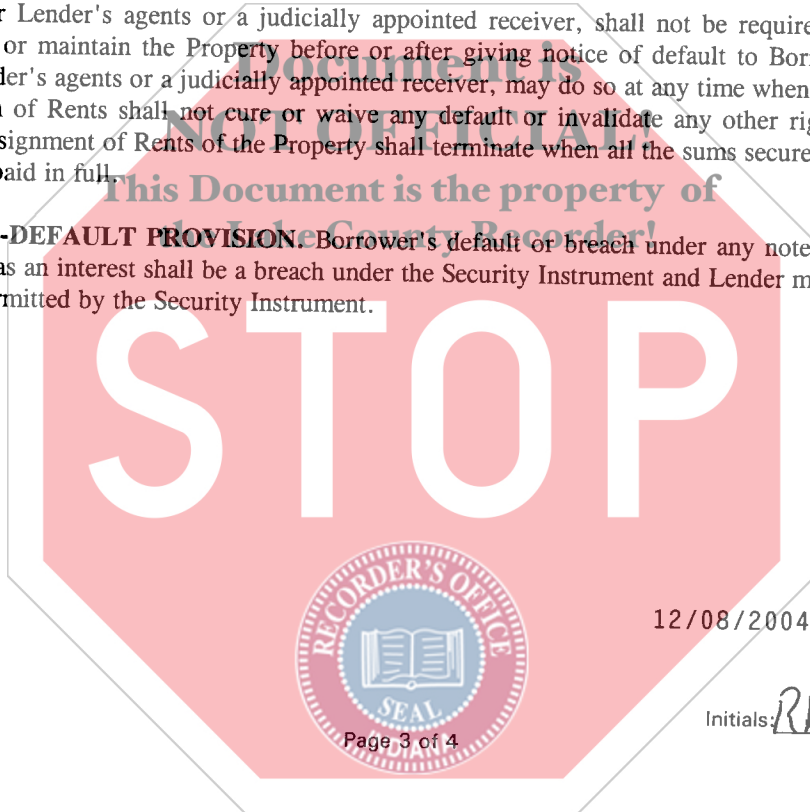 r Lender's agents or a judicially appointed receiver, shall not be require
or maintain the Property before or after giving notice of default to Bor
Document is
der's agents or a judicially appointed receiver, may do so at any time when
n of Rents shall not cure or waive any default or invalidate any other rig
NOT OFFICIAL!
signment of Rents of the Property shall terminate when all the sums secure
paid in full.
This Document is the property of
the Lake County Recorder!
-DEFAULT PROVISION. Borrower's default or breach under any note
as an interest shall be a breach under the Security Instrument and Lender m
rmitted by the Security Instrument.
STOP
RECORDER'S OFFICE
SEAL
INDIANA
12/08/2004
Initials:
Page 3 of 4